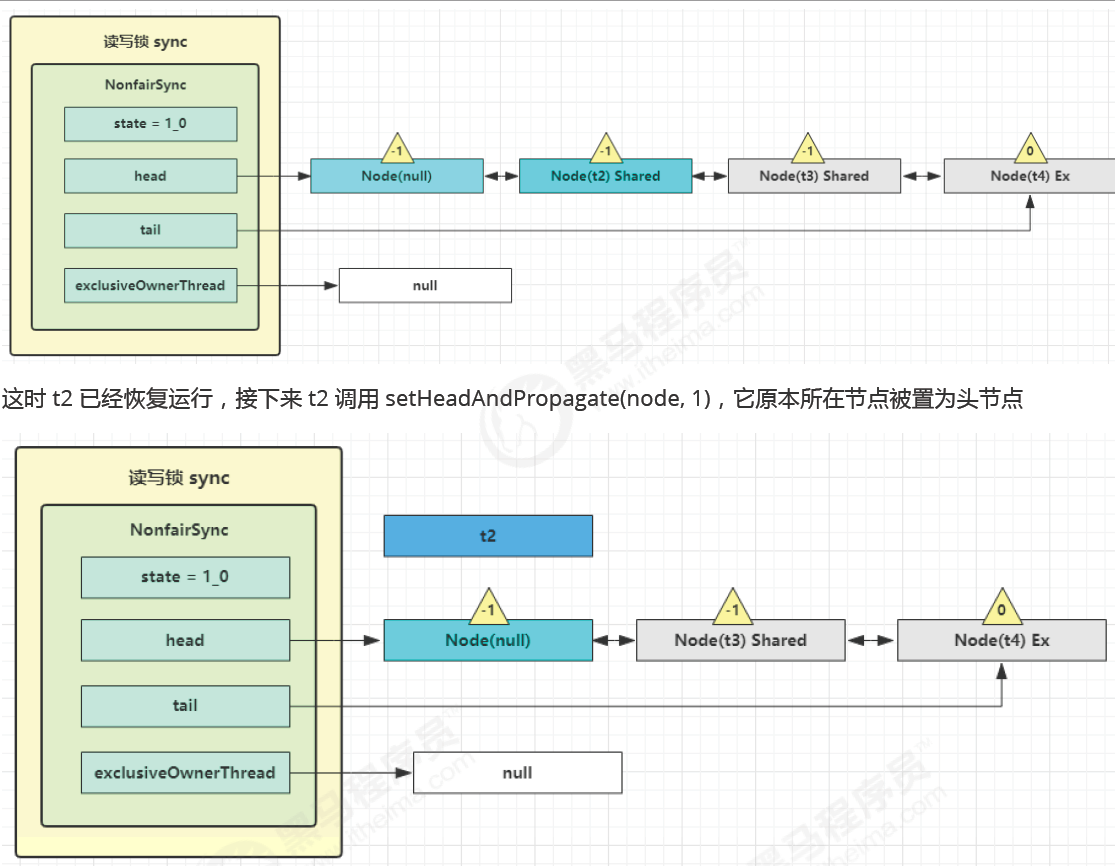 读写锁 sync
NonfairSync
state = 1_0
head
tail
exclusiveOwnerThread
-1
Node(null)
-1
Node(t2) Shared
-1
Node(t3) Shared
0
Node(t4) Ex
null
黑马程序员™
www.itheima.com
这时 t2 已经恢复运行，接下来 t2 调用 setHeadAndPropagate(node, 1)，它原本所在节点被置为头节点
读写锁 sync
NonfairSync
state = 1_0
head
tail
exclusiveOwnerThread
t2
-1
Node(null)
-1
Node(t3) Shared
0
Node(t4) Ex
null
黑马程序员
itheima.com
黑马程序员™
itheima.com